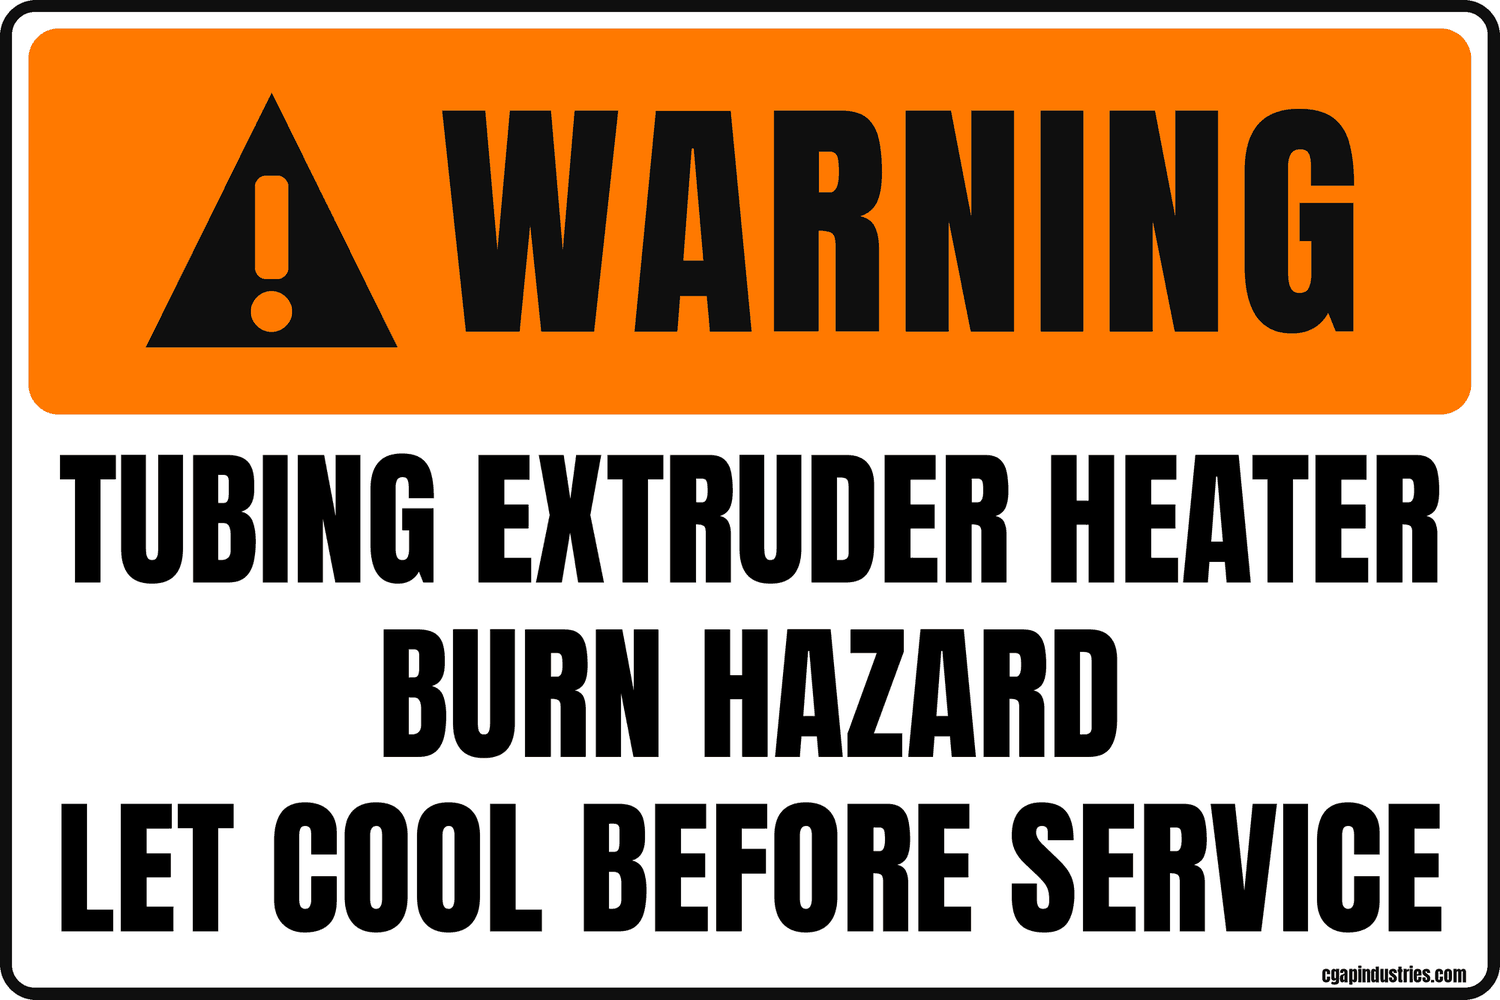 WARNING
TUBING EXTRUDER HEATER
BURN HAZARD
LET COOL BEFORE SERVICE
cgapindustries.com